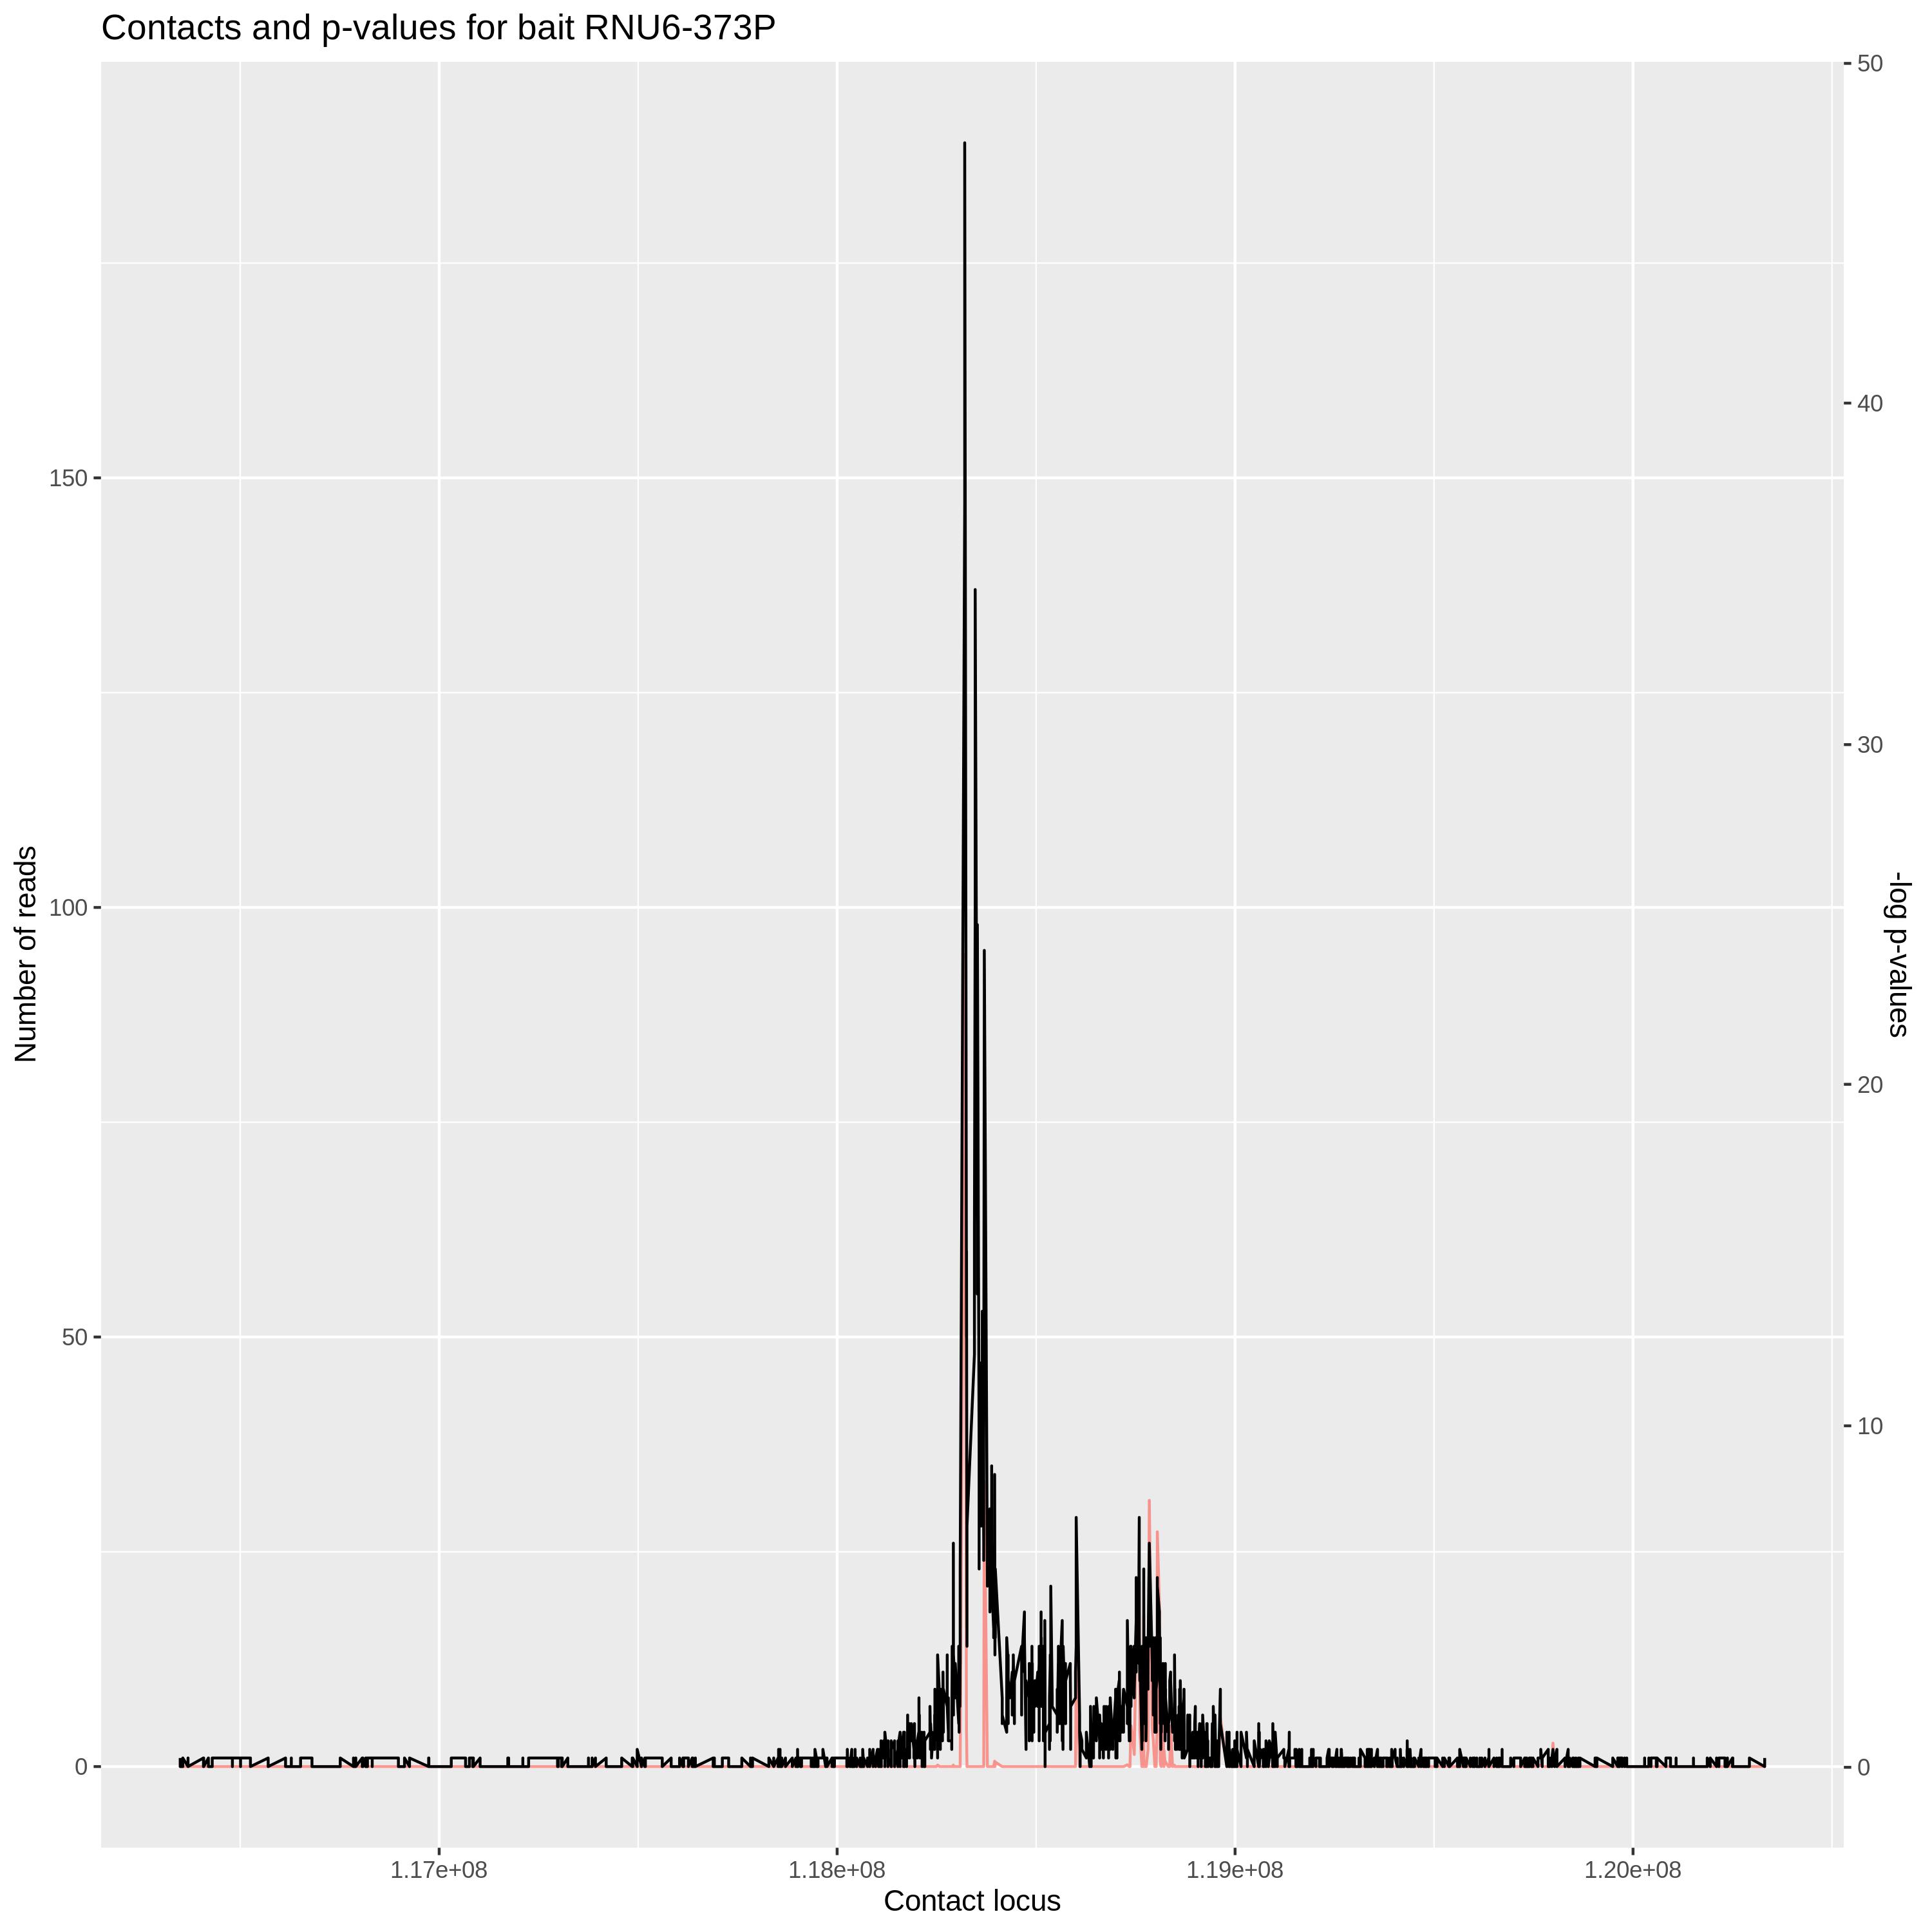 Contacts and p-values for bait RNU6-373P
Number of reads
150
100
50
0
50
40
30
20
10
0
-log p-values
1.17e+08
1.18e+08
1.19e+08
1.20e+08
Contact locus